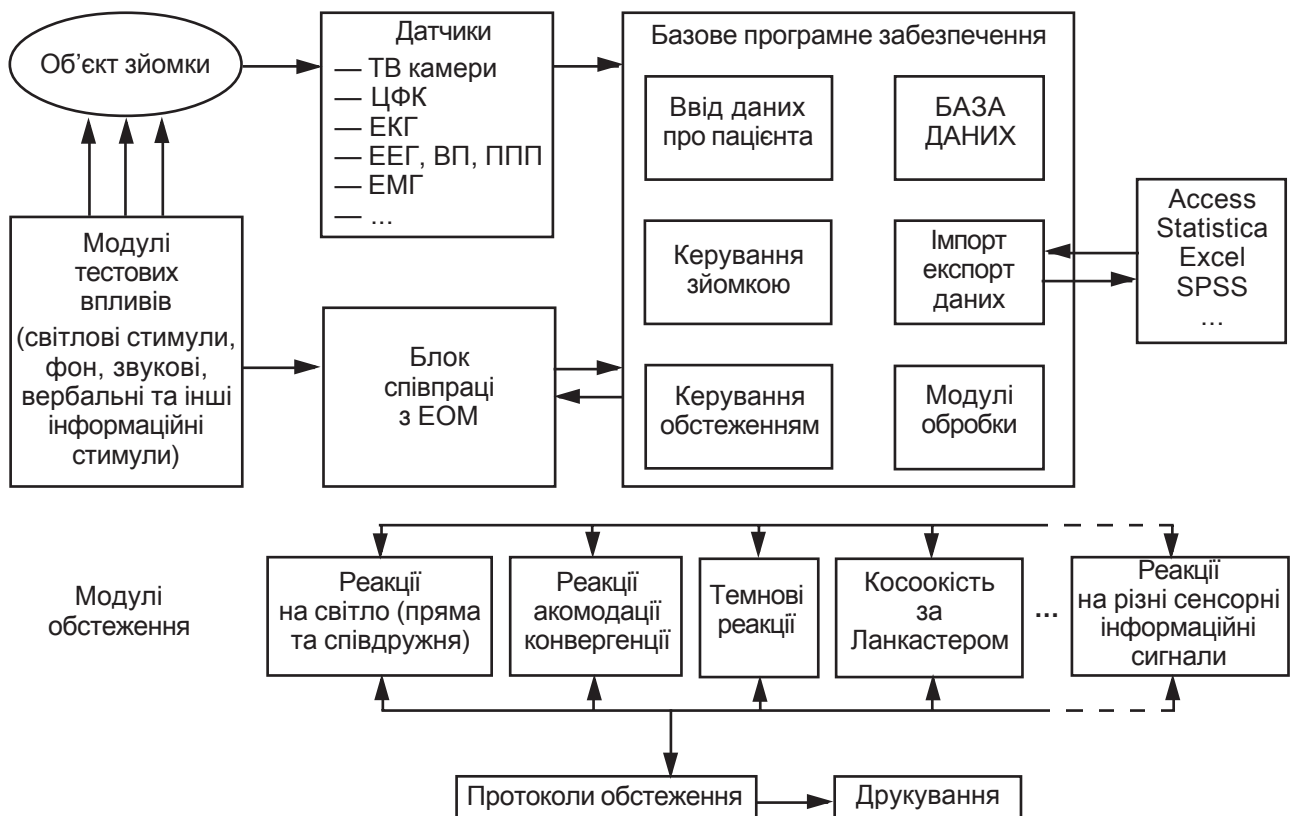 Об’єкт зйомки
Датчики
— ТВ камери
— ЦФК
— ЕКГ
— ЕЕГ, ВП, ППП
— ЕМГ
— ...
Базове програмне забезпечення
Ввід даних
про пацієнта
БАЗА
ДАНИХ
Керування
зйомкою
Імпорт
експорт
даних
Керування
обстеженням
Модулі
обробки
Access
Statistica
Excel
SPSS
...
Модулі
тестових
впливів
(світлові стимули,
фон, звукові,
вербальні та інші
інформаційні
стимули)
Блок
співпраці
з ЕОМ
Модулі
обстеження
Реакції
на світло (пряма
та співдружня)
Реакції
акомодації
конвергенції
Темнові
реакції
Косоокість
за
Ланкастером
...
Реакції
на різні сенсорні
інформаційні
сигнали
Протоколи обстеження
Друкування